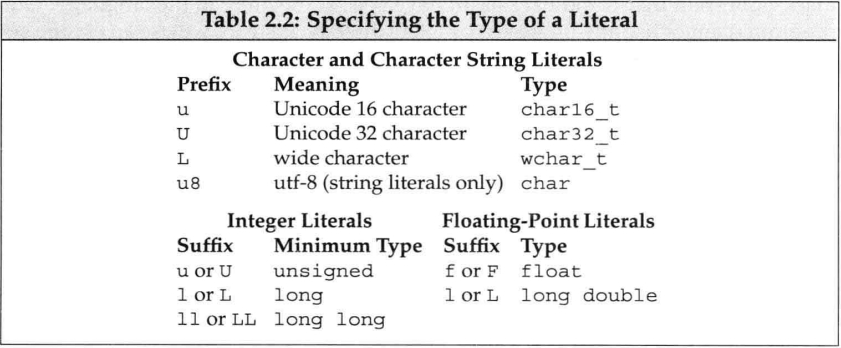 Table 2.2: Specifying the Type of a Literal
Character and Character String Literals
Prefix Meaning Type
u Unicode 16 character char16_t
U Unicode 32 character char32_t
L wide character wchar_t
u8 utf-8 (string literals only) char
Integer Literals Floating-Point Literals
Suffix Minimum Type Suffix Type
u or U unsigned f or F float
l or L long l or L long double
ll or LL long long